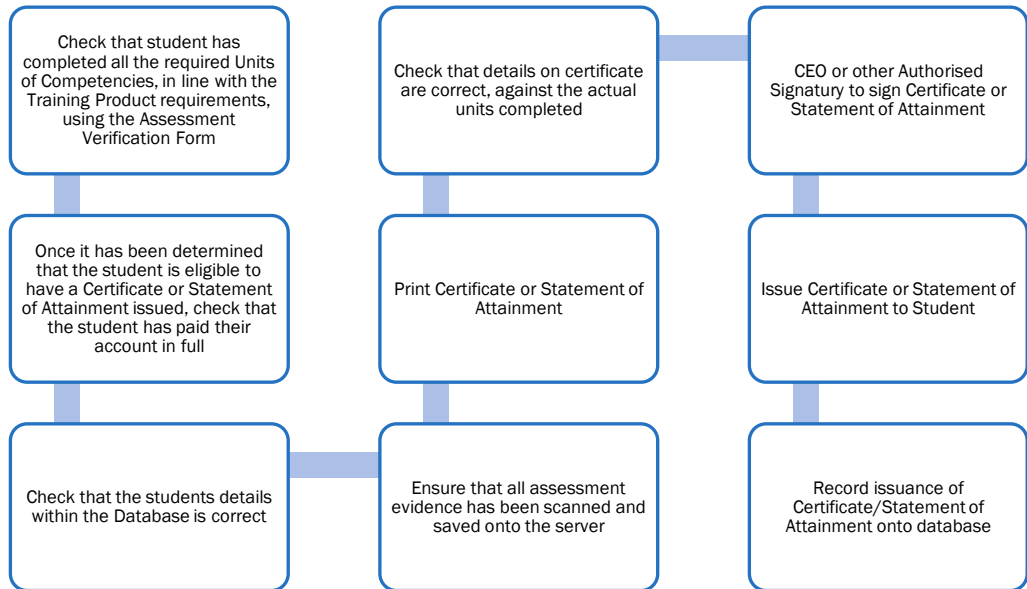 Check that student has
completed all the required Units
of Competencies, in line with the
Training Product requirements,
using the Assessment
Verification Form
Once it has been determined
that the student is eligible to
have a Certificate or Statement
of Attainment issued, check that
the student has paid their
account in full
Check that the students details
within the Database is correct
Ensure that all assessment
evidence has been scanned and
saved onto the server
Print Certificate or Statement of
Attainment
Check that details on certificate
are correct, against the actual
units completed
CEO or other Authorised
Signatury to sign Certificate or
Statement of Attainment
Issue Certificate or Statement of
Attainment to Student
Record issuance of
Certificate/Statement of
Attainment onto database